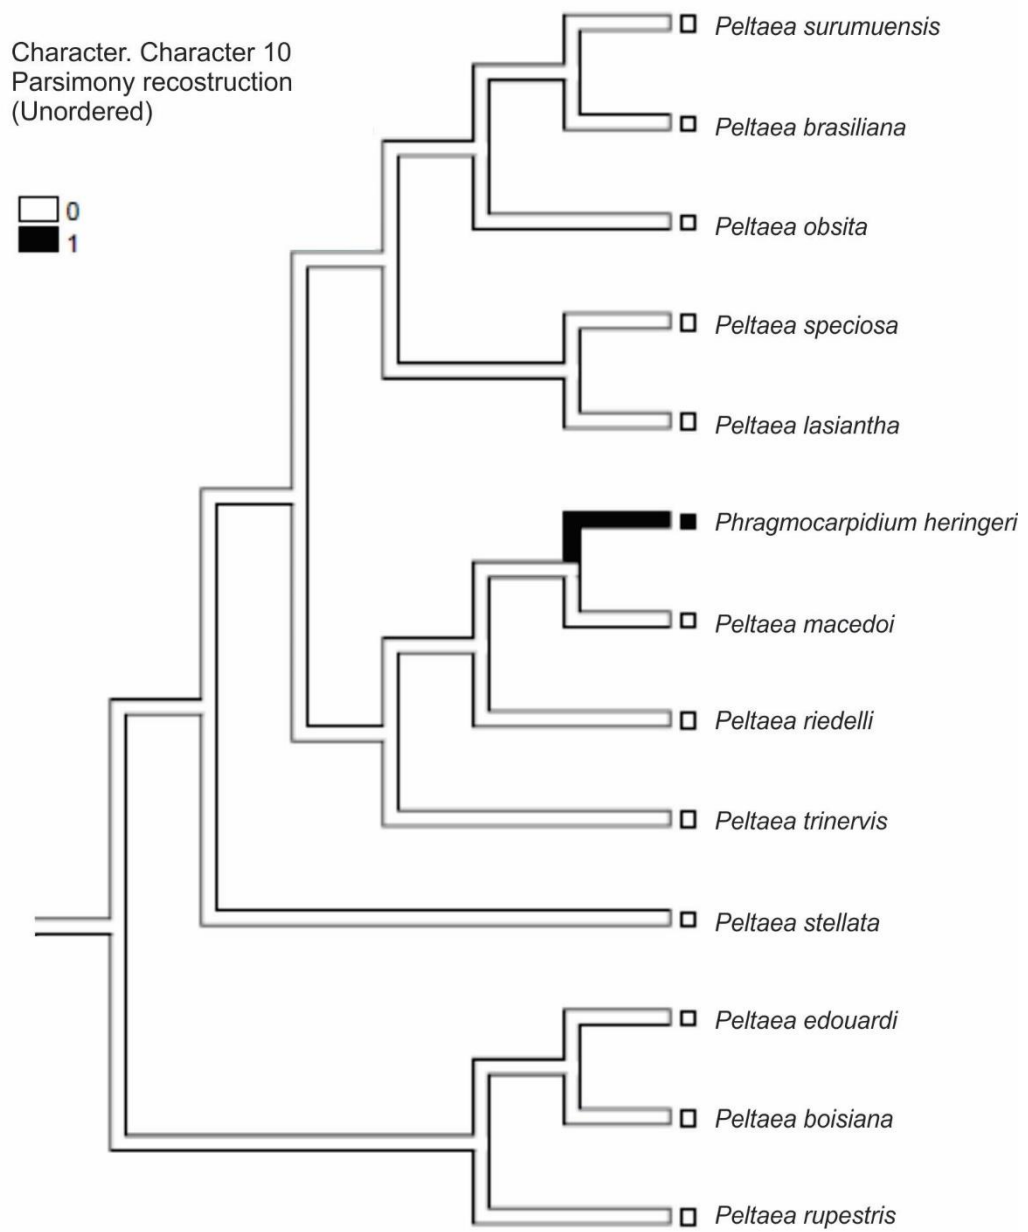 Character. Character 10
Parsimony recostruction
(Unordered)
0
1
Peltaea surumuensis
Peltaea brasiliana
Peltaea obsita
Peltaea speciosa
Peltaea lasiantha
Phragmocarpidium heringeri
Peltaea macedoi
Peltaea riedelli
Peltaea trinervis
Peltaea stellata
Peltaea edouardi
Peltaea boisiana
Peltaea rupestris